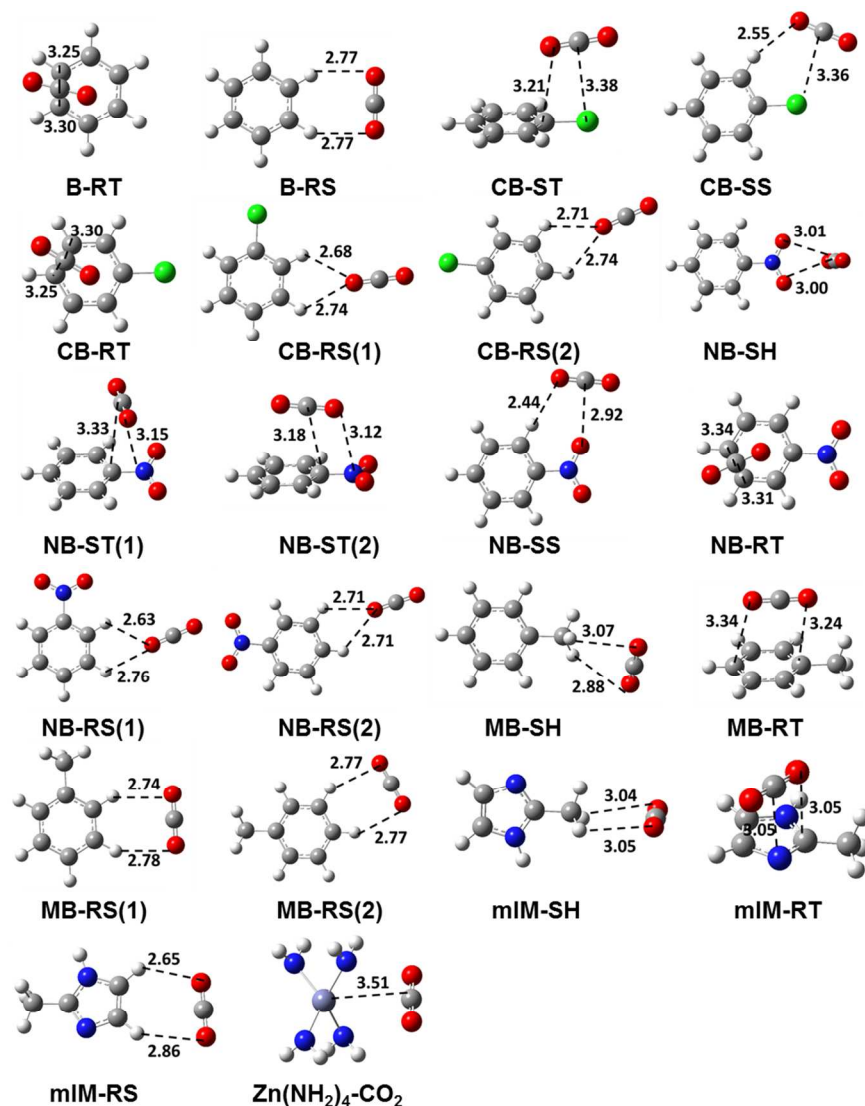 3.25
3.30
B-RT
2.77
2.77
B-RS
3.21
3.38
CB-ST
2.55
3.36
CB-SS
3.30
3.25
CB-RT
2.68
2.74
CB-RS(1)
2.71
2.74
CB-RS(2)
3.01
3.00
NB-SH
3.33
3.15
NB-ST(1)
3.18
3.12
NB-ST(2)
2.44
2.92
NB-SS
3.34
3.31
NB-RT
2.63
2.76
NB-RS(1)
2.71
2.71
NB-RS(2)
3.07
2.88
MB-SH
3.34
3.24
MB-RT
2.74
2.78
MB-RS(1)
2.77
2.77
MB-RS(2)
3.04
3.05
mIM-SH
3.05
3.05
mIM-RT
2.65
2.86
mIM-RS
3.51
Zn(NH₂)₄-CO₂